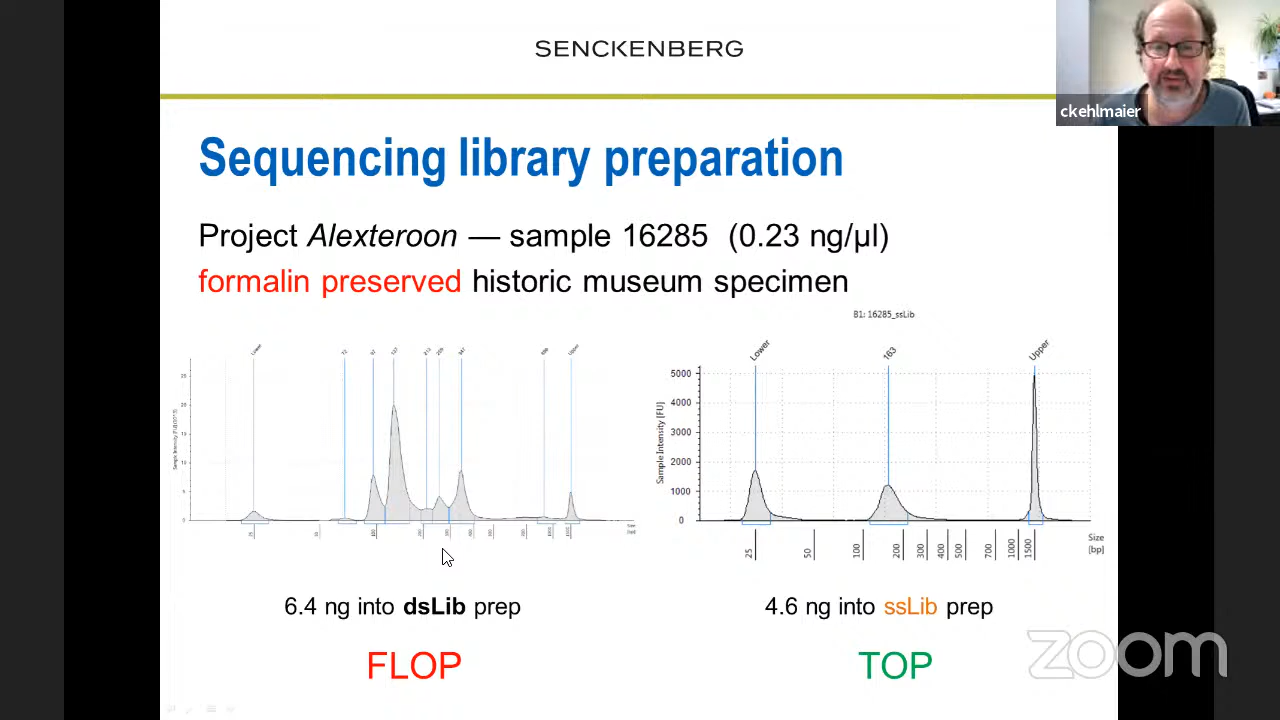 SENCKENBERG
ckehlmaier
Sequencing library preparation
Project Alexteroon — sample 16285 (0.23 ng/µl)
formalin preserved historic museum specimen
B1: 16285_ssLib
Lower
Upper
Lower
163
Upper
Sample Intensity [FU]
5000
4000
3000
2000
1000
0
25
50
100
200
300
400
500
700
1000
1500
Size
[bp]
6.4 ng into dsLib prep
4.6 ng into ssLib prep
FLOP
TOP
zoom